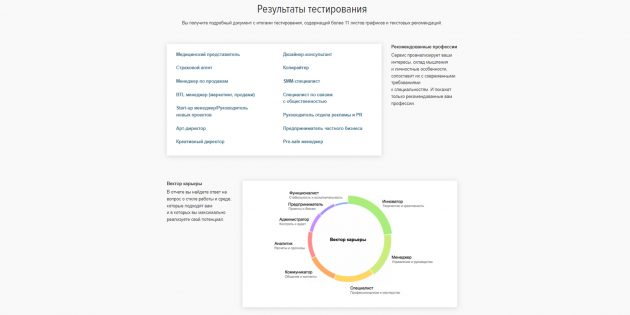 Результаты тестирования
Вы получите подробный документ с итогами тестирования, содержащий более 11 листов графиков и текстовых рекомендаций.
Медицинский представитель
Страховой агент
Менеджер по продажам
BTL менеджер (маркетинг, продажи)
Start-up менеджер/Руководитель
новых проектов
Арт директор
Креативный директор
Дизайнер-консультант
Копирайтер
SMM-специалист
Специалист по связям
с общественностью
Руководитель отдела рекламы и PR
Предприниматель частного бизнеса
Pre-sale менеджер
Рекомендованные профессии
Сервис проанализирует ваши
интересы, склад мышления
и личностные особенности,
сопоставит их с современными
требованиями
к специальностям. И покажет
только рекомендованные вам
профессии.
Вектор карьеры
В отчете вы найдете ответ на
вопрос о стиле работы и среде,
которые подходят вам
и в которых вы максимально
реализуете свой потенциал.
Функционалист
Стабильность и исполнительность
Предприниматель
Проекты и бизнес
Администратор
Контроль и аудит
Аналитик
Расчеты и прогнозы
Коммуникатор
Общение и контакты
Специалист
Профессионализм и мастерство
Менеджер
Управление и руководство
Инноватор
Творчество и креативность
Вектор карьеры